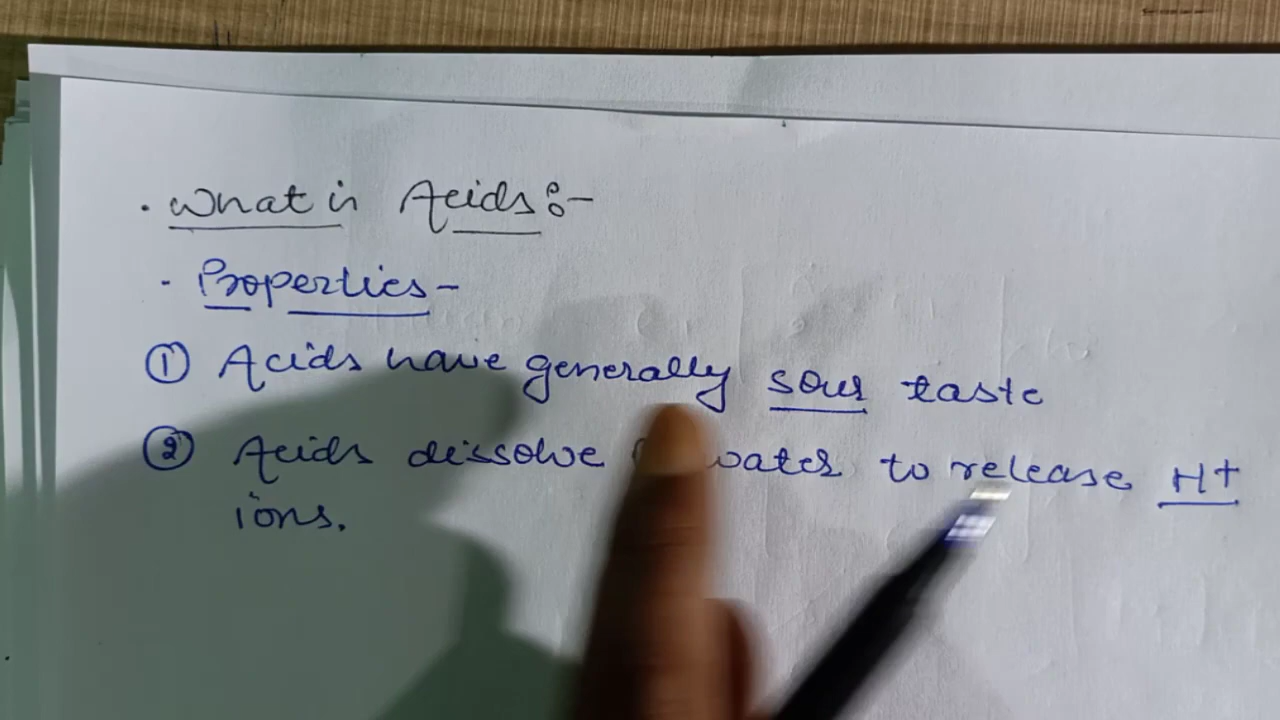 · What is Acids :-
- Properties -
① Acids have generally sour taste
② Acids dissolve water to release H+
ions.